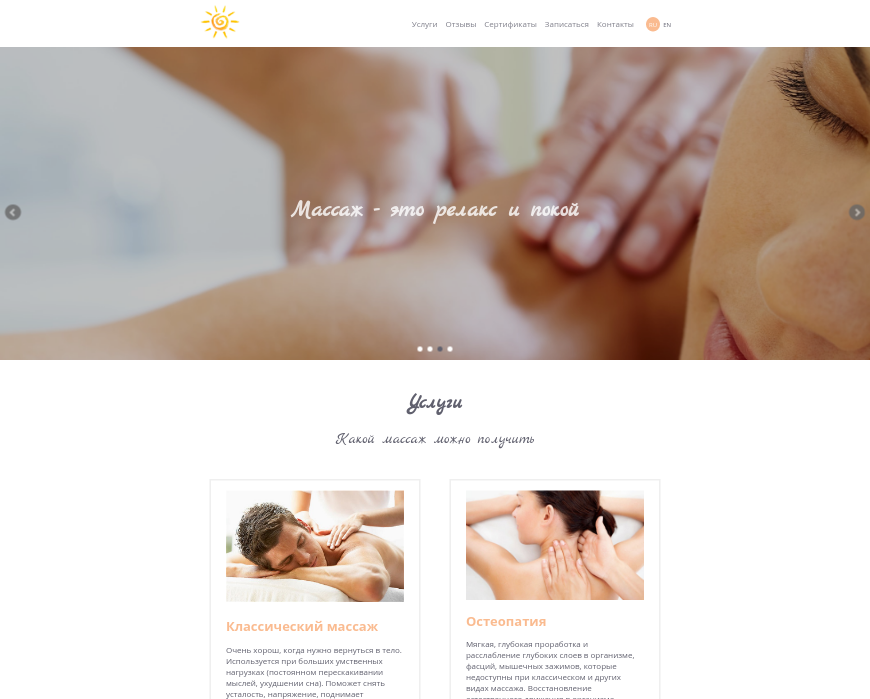 Услуги Отзывы Сертификаты Записаться Контакты RU EN
Массаж - это релакс и покой
Услуги
Какой массаж можно получить
Классический массаж
Очень хорош, когда нужно вернуться в тело.
Используется при больших умственных
нагрузках (постоянном перескакивании
мыслей, ухудшении сна). Поможет снять
усталость, напряжение, поднимает
Остеопатия
Мягкая, глубокая проработка и
расслабление глубоких слоев в организме,
фасций, мышечных зажимов, которые
недоступны при классическом и других
видах массажа. Восстановление